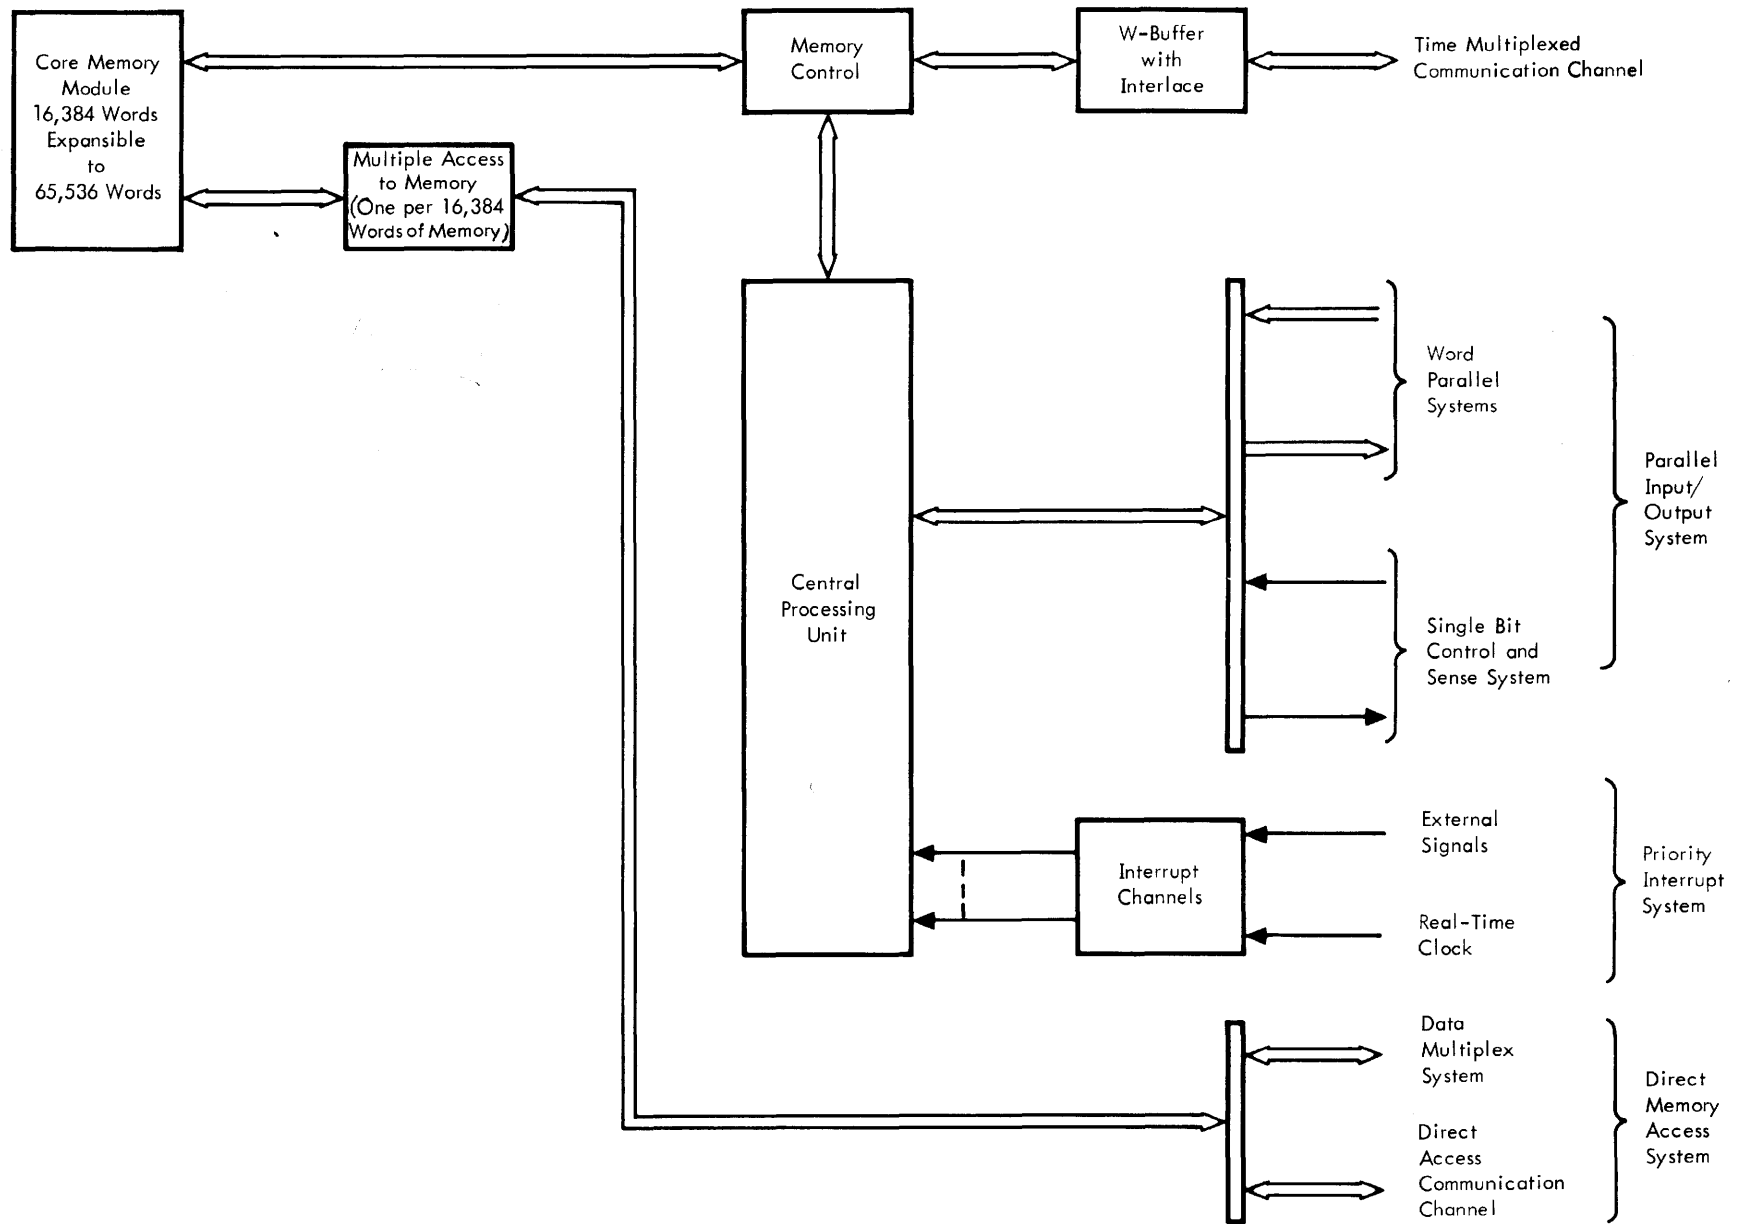 Core Memory
Module
16,384 Words
Expansible
to
65,536 Words
Multiple Access
to Memory
(One per 16,384
Words of Memory)
Memory
Control
W-Buffer
with
Interlace
Time Multiplexed
Communication Channel
Central
Processing
Unit
Word
Parallel
Systems
Single Bit
Control and
Sense System
Parallel
Input/
Output
System
Interrupt
Channels
External
Signals
Real-Time
Clock
Priority
Interrupt
System
Data
Multiplex
System
Direct
Access
Communication
Channel
Direct
Memory
Access
System